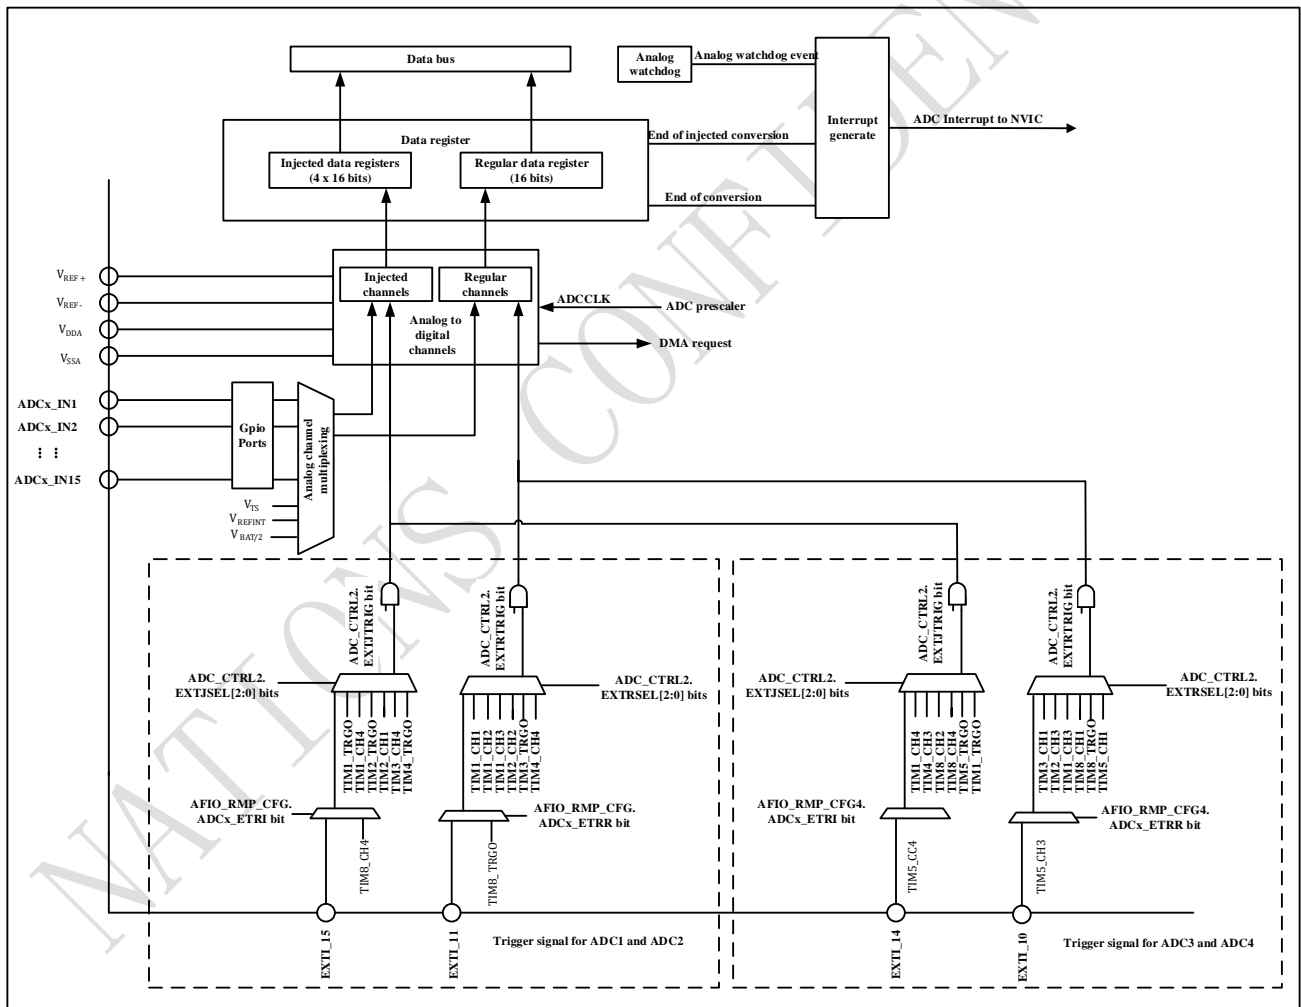 Data bus
Analog
watchdog
Analog watchdog event
Interrupt
generate
ADC Interrupt to NVIC
Data register
End of injected conversion
Injected data registers
(4 x 16 bits)
Regular data register
(16 bits)
End of conversion
VREF+
VREF-
VDDA
VSSA
Injected
channels
Regular
channels
Analog to
digital
channels
ADCCLK
ADC prescaler
DMA request
ADCx_IN1
ADCx_IN2
⋮ ⋮
ADCx_IN15
Gpio
Ports
Analog channel
multiplexing
VTS
VREFINT
VBAT/2
ADC_CTRL2.
EXTJTRIG bit
ADC_CTRL2.
EXTRTRIG bit
ADC_CTRL2.
EXTJTRIG bit
ADC_CTRL2.
EXTRTRIG bit
ADC_CTRL2.
EXTJSEL[2:0] bits
ADC_CTRL2.
EXTRSEL[2:0] bits
ADC_CTRL2.
EXTJSEL[2:0] bits
ADC_CTRL2.
EXTRSEL[2:0] bits
TIM1_TRGO
TIM1_CH4
TIM2_TRGO
TIM2_CH1
TIM3_CH4
TIM4_TRGO
TIM1_CH1
TIM1_CH2
TIM1_CH3
TIM2_CH2
TIM3_TRGO
TIM4_CH4
TIM1_CH4
TIM4_CH3
TIM8_CH2
TIM8_CH4
TIM5_TRGO
TIM1_TRGO
TIM3_CH1
TIM2_CH3
TIM1_CH3
TIM8_CH1
TIM8_TRGO
TIM5_CH1
AFIO_RMP_CFG.
ADCx_ETRI bit
AFIO_RMP_CFG.
ADCx_ETRR bit
AFIO_RMP_CFG4.
ADCx_ETRI bit
AFIO_RMP_CFG4.
ADCx_ETRR bit
TIM8_CH4
TIM8_TRGO
TIM5_CC4
TIM5_CH3
EXTI_15
EXTI_11
Trigger signal for ADC1 and ADC2
EXTI_14
EXTI_10
Trigger signal for ADC3 and ADC4
NATIONS CONFIDEN